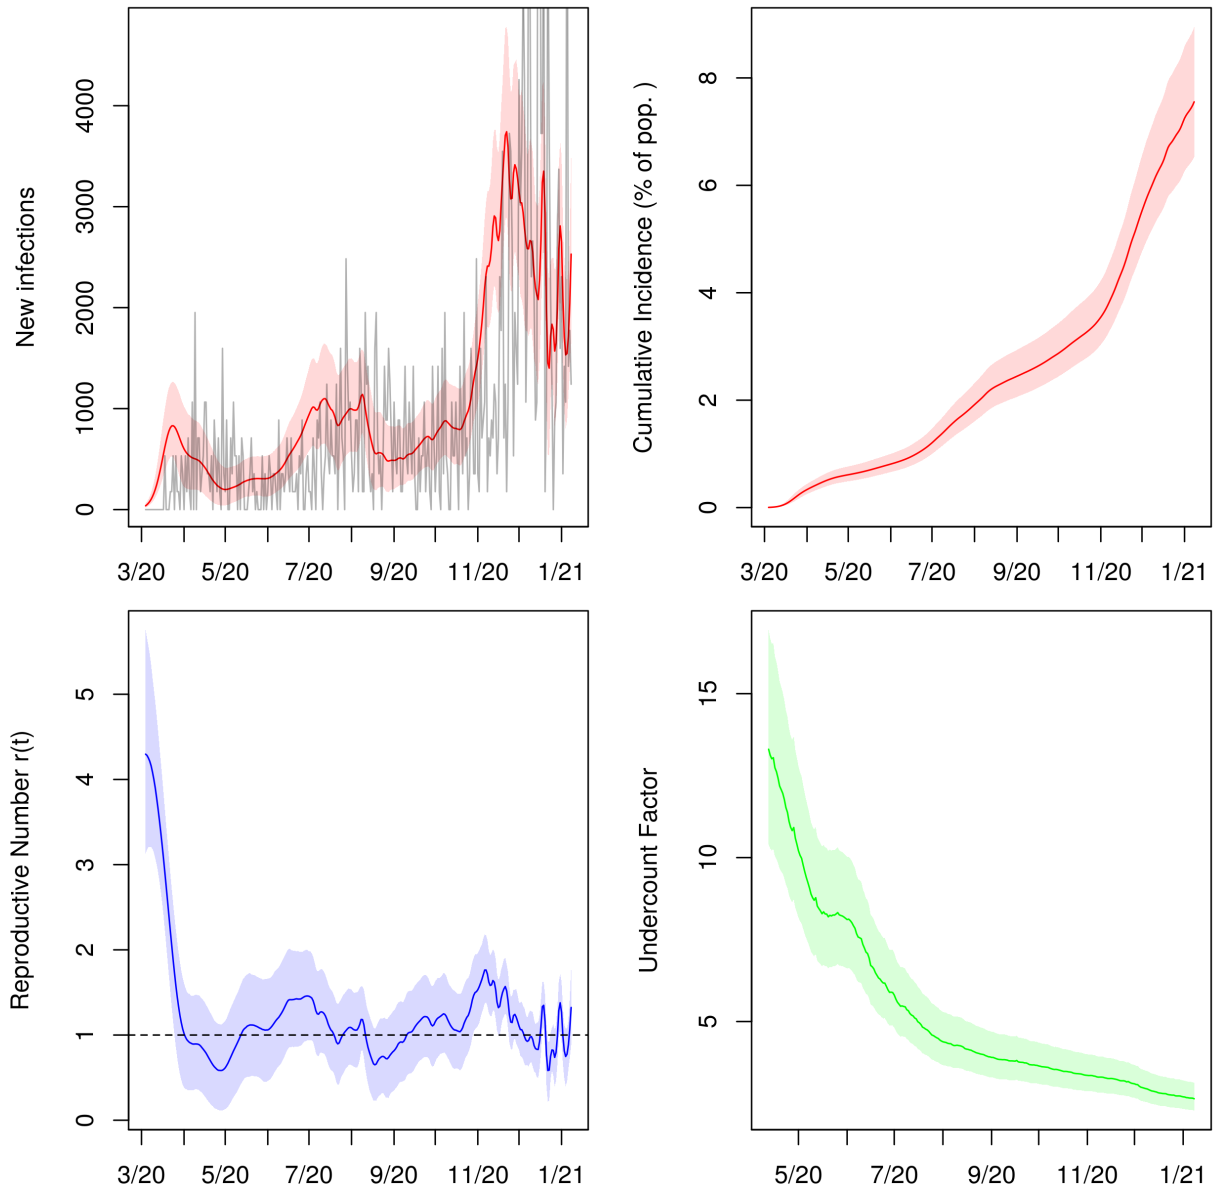 New infections
4000
3000
2000
1000
0
3/20 5/20 7/20 9/20 11/20 1/21
Cumulative Incidence (% of pop. )
8
6
4
2
0
3/20 5/20 7/20 9/20 11/20 1/21
Reproductive Number r(t)
5
4
3
2
1
0
3/20 5/20 7/20 9/20 11/20 1/21
Undercount Factor
15
10
5
5/20 7/20 9/20 11/20 1/21